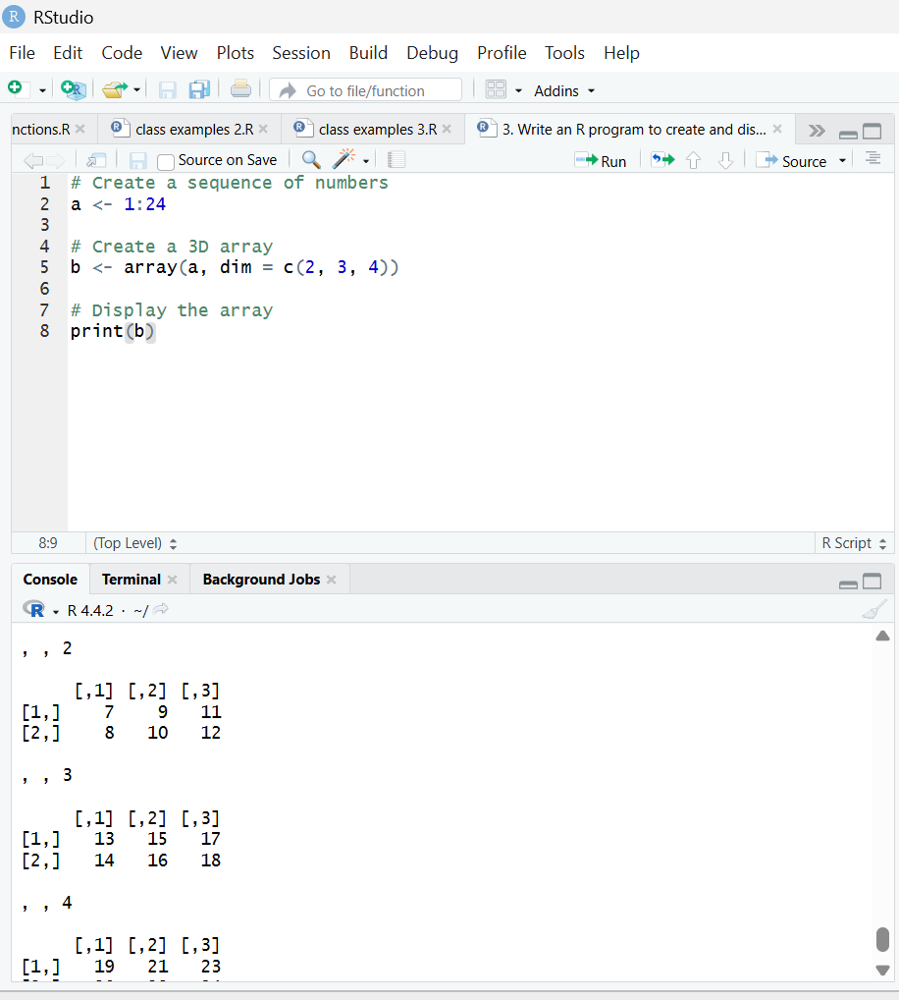 RStudio
File Edit Code View Plots Session Build Debug Profile Tools Help
Go to file/function Addins
nctions.R class examples 2.R class examples 3.R 3. Write an R program to create and dis...
Source on Save Run Source
1 # Create a sequence of numbers
2 a <- 1:24
3
4 # Create a 3D array
5 b <- array(a, dim = c(2, 3, 4))
6
7 # Display the array
8 print(b)
8:9 (Top Level) R Script
Console Terminal Background Jobs
R 4.4.2 · ~/
, , 2
[,1] [,2] [,3]
[1,] 7 9 11
[2,] 8 10 12
, , 3
[,1] [,2] [,3]
[1,] 13 15 17
[2,] 14 16 18
, , 4
[,1] [,2] [,3]
[1,] 19 21 23